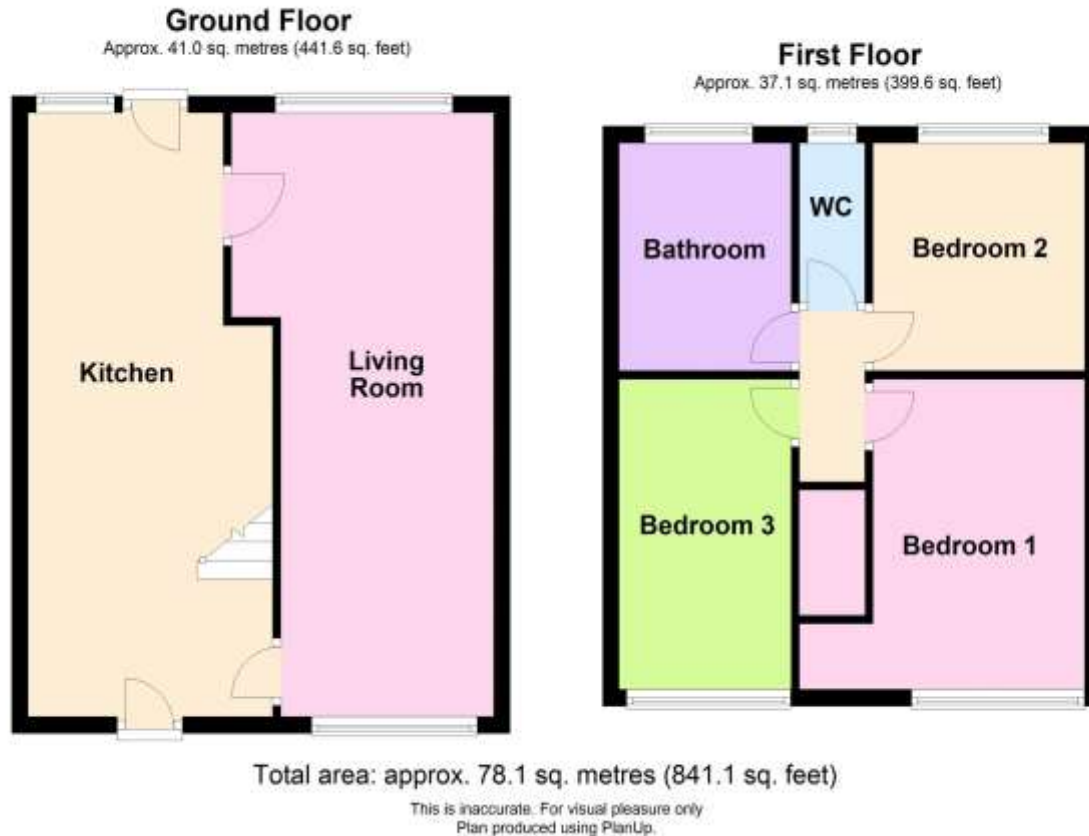 Ground Floor
Approx. 41.0 sq. metres (441.6 sq. feet)
Kitchen
Living
Room
First Floor
Approx. 37.1 sq. metres (399.6 sq. feet)
Bathroom
WC
Bedroom 2
Bedroom 3
Bedroom 1
Total area: approx. 78.1 sq. metres (841.1 sq. feet)
This is inaccurate. For visual pleasure only
Plan produced using PlanUp.